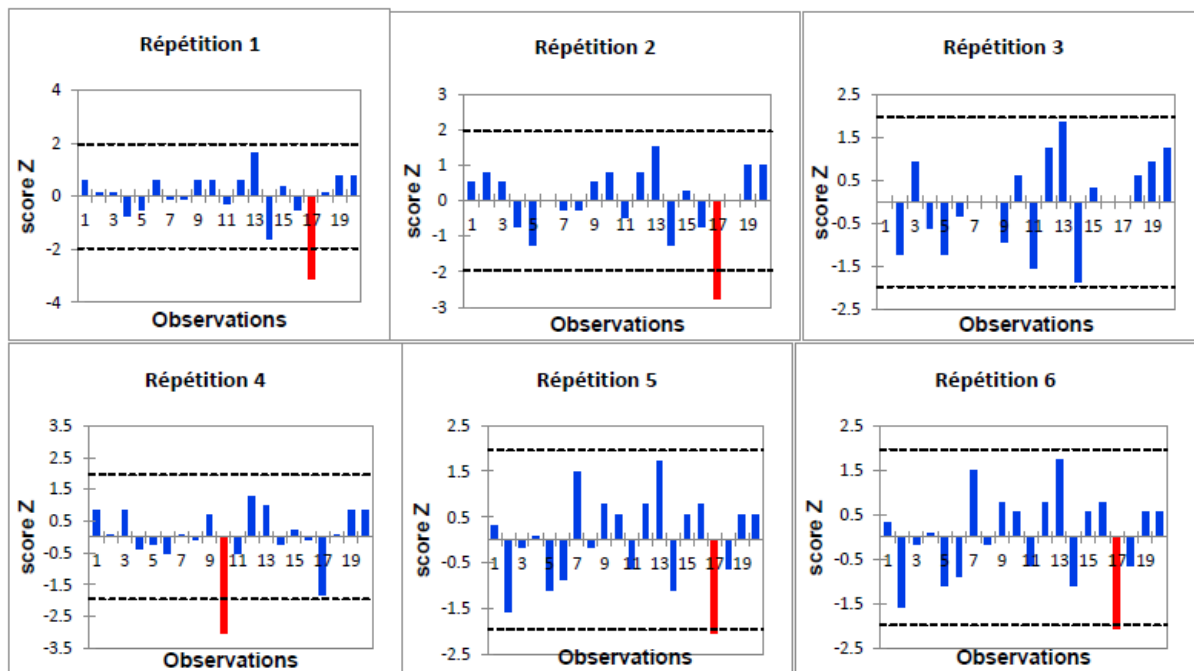 Répétition 1
4
2
0
-2
-4
score Z
1 3 5 7 9 11 13 15 17 19
Observations
Répétition 2
3
2
1
0
-1
-2
-3
score Z
1 3 5 7 9 11 13 15 17 19
Observations
Répétition 3
2.5
1.5
0.5
-0.5
-1.5
-2.5
score Z
1 3 5 7 9 11 13 15 17 19
Observations
Répétition 4
3.5
2.5
1.5
0.5
-0.5
-1.5
-2.5
-3.5
score Z
1 3 5 7 9 11 13 15 17 19
Observations
Répétition 5
2.5
1.5
0.5
-0.5
-1.5
-2.5
score Z
1 3 5 7 9 11 13 15 17 19
Observations
Répétition 6
2.5
1.5
0.5
-0.5
-1.5
-2.5
score Z
1 3 5 7 9 11 13 15 17 19
Observations